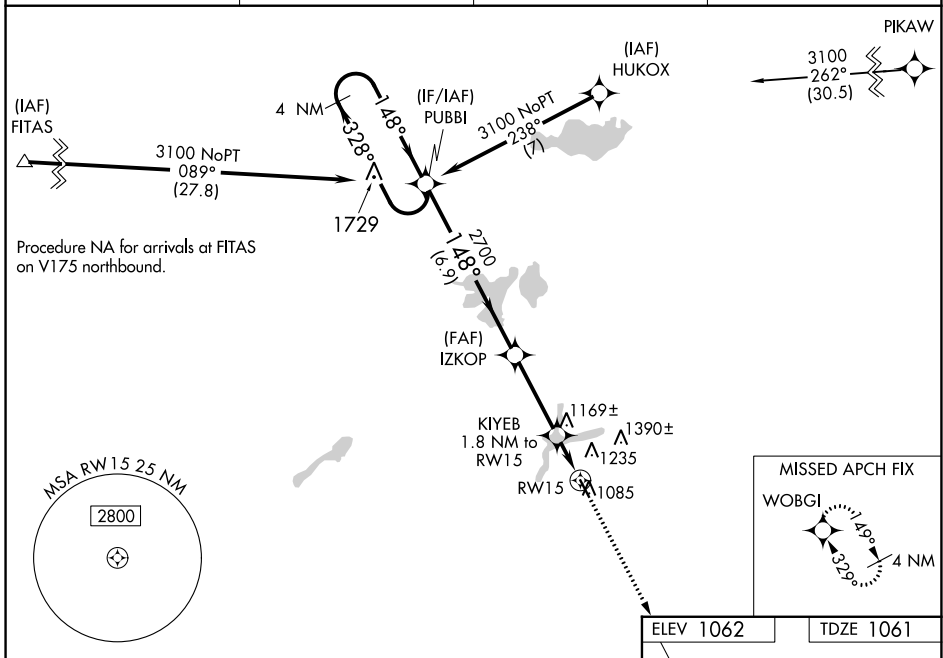 PIKAW
3100
262°
(30.5)
(IAF)
HUKOX
(IF/IAF)
PUBBI
3100 NoPT
238°
(7)
4 NM
148°
328°
(IAF)
FITAS
3100 NoPT
089°
(27.8)
1729
Procedure NA for arrivals at FITAS
on V175 northbound.
2700
148°
(6.9)
(FAF)
IZKOP
KIYEB
1.8 NM to
RW15
1169±
1390±
1235
RW15
1085
MSA RW15 25 NM
2800
MISSED APCH FIX
WOBGI
149°
329°
4 NM
ELEV 1062
TDZE 1061